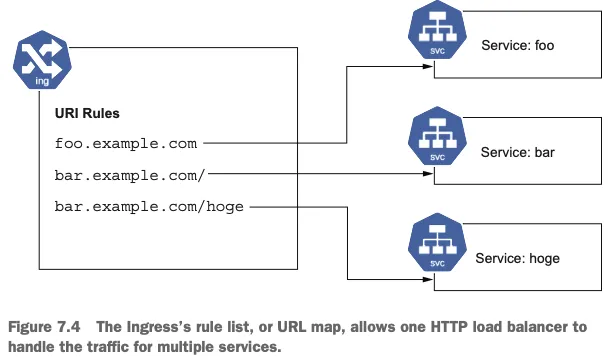 svc
Service: foo
ing
URI Rules
foo.example.com
svc
Service: bar
bar.example.com/
bar.example.com/hoge
svc
Service: hoge
Figure 7.4 The Ingress's rule list, or URL map, allows one HTTP load balancer to
handle the traffic for multiple services.